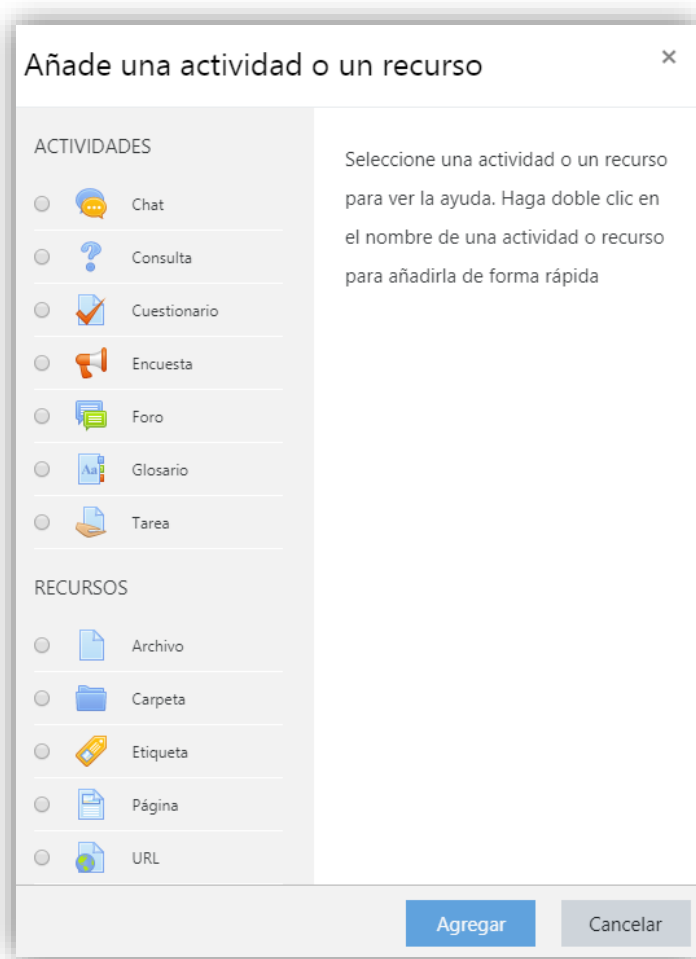 Añade una actividad o un recurso
×
ACTIVIDADES
Chat
Consulta
Cuestionario
Encuesta
Foro
Aa
Glosario
Tarea
RECURSOS
Archivo
Carpeta
Etiqueta
Página
URL
Seleccione una actividad o un recurso
para ver la ayuda. Haga doble clic en
el nombre de una actividad o recurso
para añadirla de forma rápida
Agregar
Cancelar